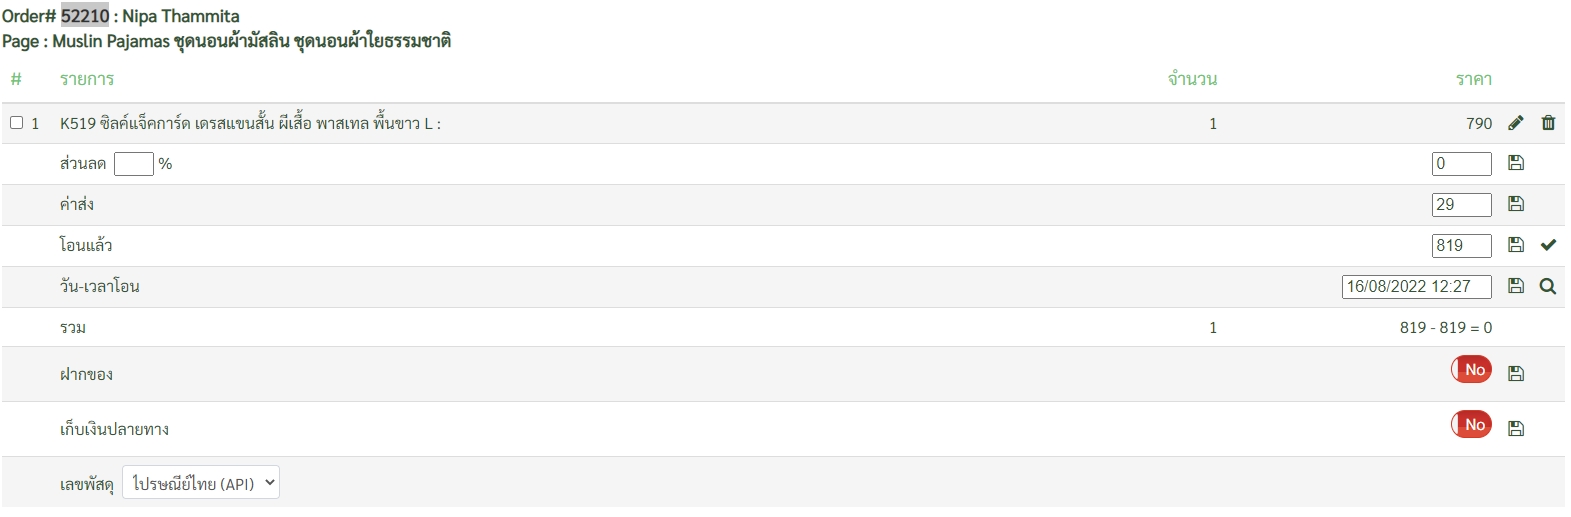 Order# 52210 : Nipa Thammita
Page : Muslin Pajamas ชุดนอนผ้ามัสลิน ชุดนอนผ้าใยธรรมชาติ
# รายการ จำนวน ราคา
1 K519 ซิลค์แจ็คการ์ด เดรสแขนสั้น ผีเสื้อ พาสเทล พื้นขาว L : 1 790
ส่วนลด % 0
ค่าส่ง 29
โอนแล้ว 819
วัน-เวลาโอน 16/08/2022 12:27
รวม 1 819 - 819 = 0
ฝากของ No
เก็บเงินปลายทาง No
เลขพัสดุ ไปรษณีย์ไทย (API)